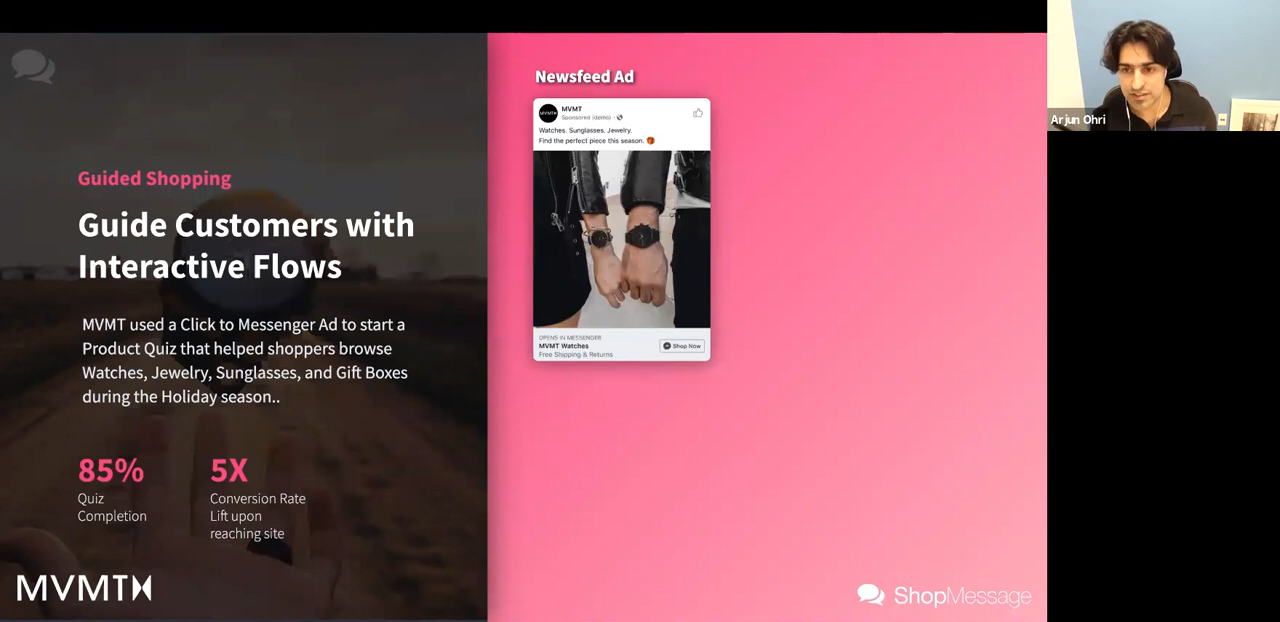 Guided Shopping
Guide Customers with
Interactive Flows
MVMT used a Click to Messenger Ad to start a
Product Quiz that helped shoppers browse
Watches, Jewelry, Sunglasses, and Gift Boxes
during the Holiday season..
85%
Quiz
Completion
5X
Conversion Rate
Lift upon
reaching site
MVMT
Newsfeed Ad
MVMT
MVMT
Sponsored (demo) ·
Watches. Sunglasses. Jewelry.
Find the perfect piece this season.
OPENS IN MESSENGER
MVMT Watches
Free Shipping & Returns
Shop Now
ShopMessage
Arjun Ohri